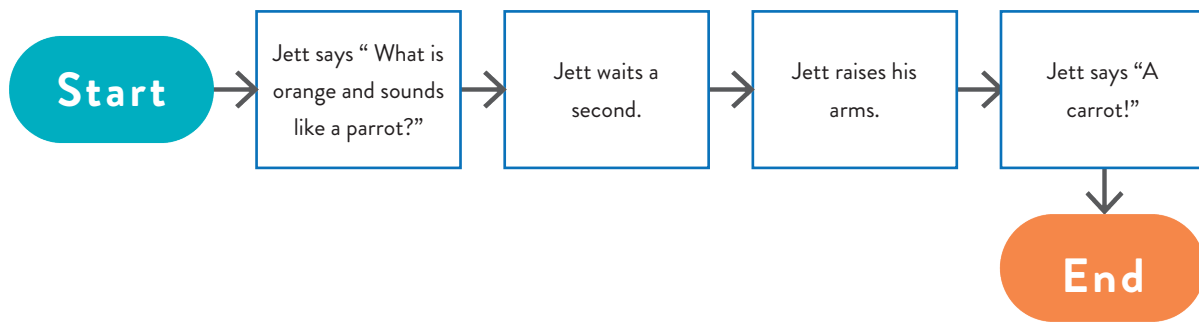 Start
Jett says “ What is
orange and sounds
like a parrot?”
Jett waits a
second.
Jett raises his
arms.
Jett says “A
carrot!”
End